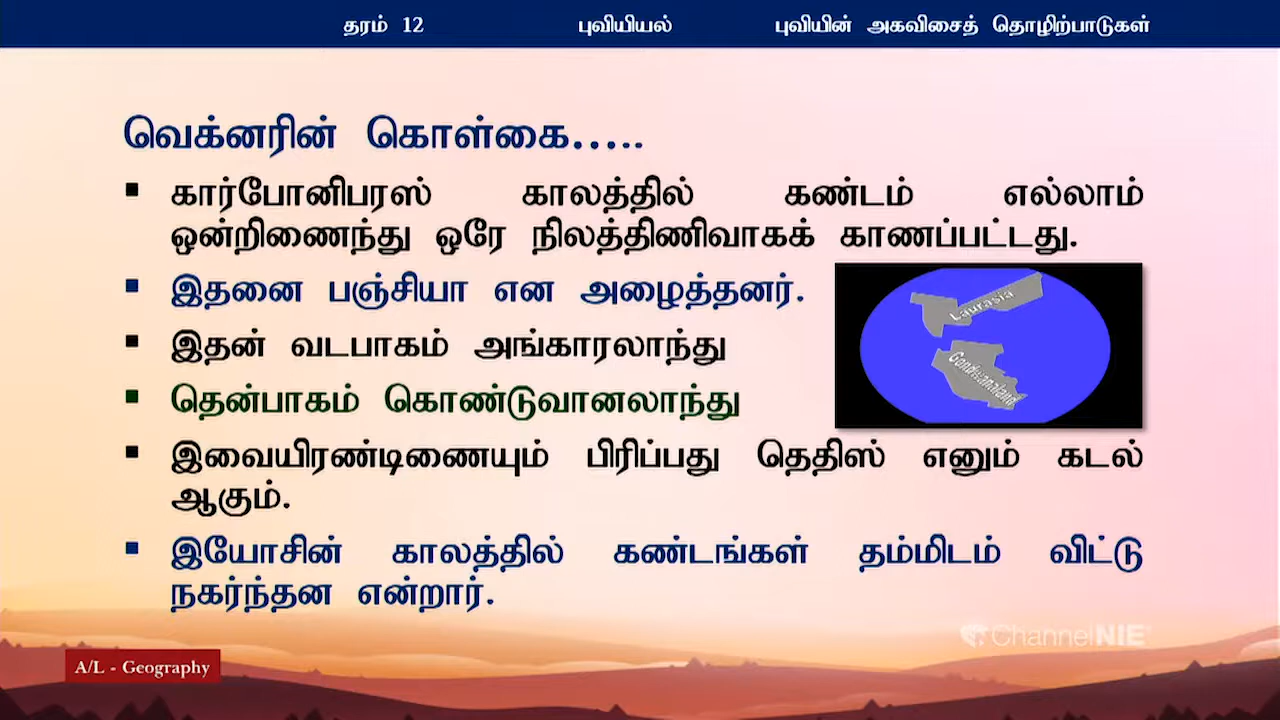 தரம் 12 புவியியல் புவியின் அகவிசைத் தொழிற்பாடுகள்
வெக்னரின் கொள்கை.....
▪ கார்போனிபரஸ் காலத்தில் கண்டம் எல்லாம்
ஒன்றிணைந்து ஒரே நிலத்திணிவாகக் காணப்பட்டது.
▪ இதனை பஞ்சியா என அழைத்தனர்.
▪ இதன் வடபாகம் அங்காரலாந்து
▪ தென்பாகம் கொண்டுவானலாந்து
Laurasia
Gondwanaland
▪ இவையிரண்டிணையும் பிரிப்பது தெதிஸ் எனும் கடல்
ஆகும்.
▪ இயோசின் காலத்தில் கண்டங்கள் தம்மிடம் விட்டு
நகர்ந்தன என்றார்.
ChannelNIE
A/L - Geography